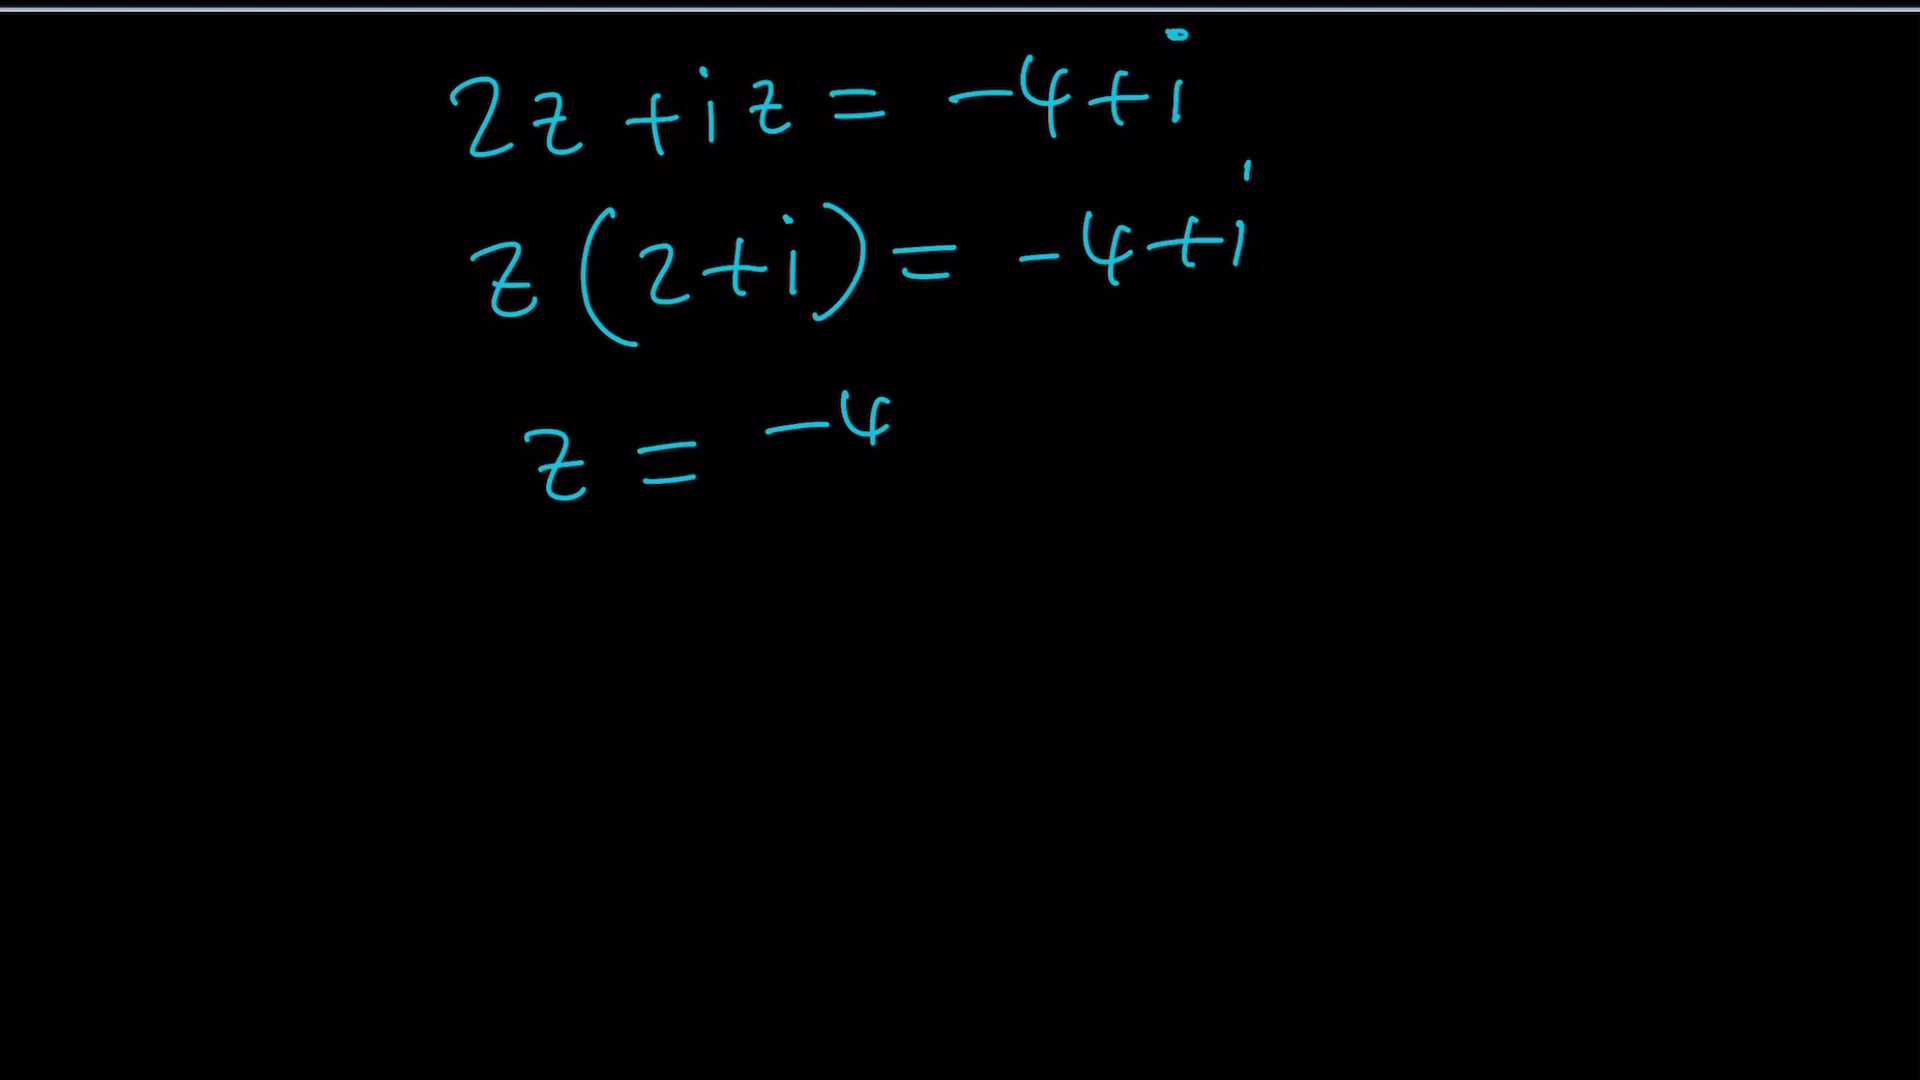 2z + iz = -4 + i
z(2 + i) = -4 + i
z = -4